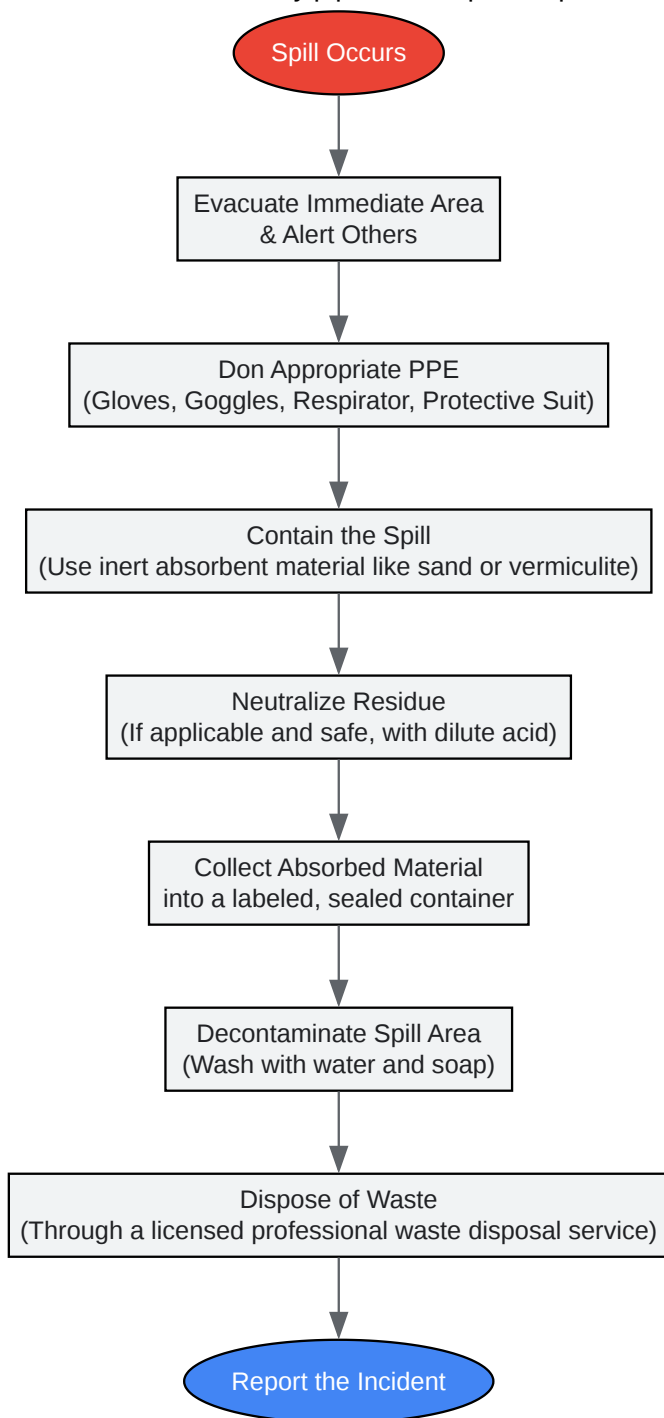 Spill Occurs
Evacuate Immediate Area
& Alert Others
Don Appropriate PPE
(Gloves, Goggles, Respirator, Protective Suit)
Contain the Spill
(Use inert absorbent material like sand or vermiculite)
Neutralize Residue
(If applicable and safe, with dilute acid)
Collect Absorbed Material
into a labeled, sealed container
Decontaminate Spill Area
(Wash with water and soap)
Dispose of Waste
(Through a licensed professional waste disposal service)
Report the Incident